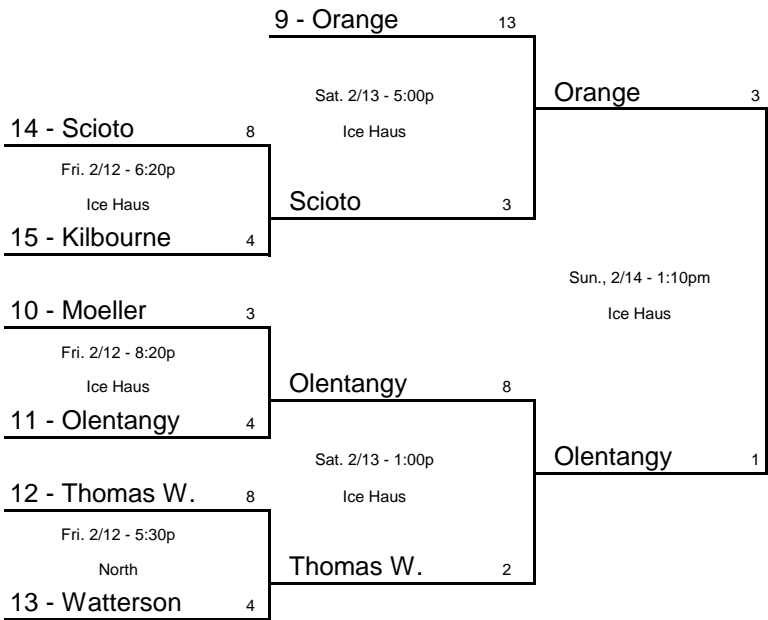 9 - Orange 13
Sat. 2/13 - 5:00p
Ice Haus
Orange 3
14 - Scioto 8
Fri. 2/12 - 6:20p
Ice Haus
Scioto 3
15 - Kilbourne 4
Sun., 2/14 - 1:10pm
Ice Haus
10 - Moeller 3
Fri. 2/12 - 8:20p
Ice Haus
Olentangy 8
11 - Olentangy 4
Sat. 2/13 - 1:00p
Ice Haus
Olentangy 1
12 - Thomas W. 8
Fri. 2/12 - 5:30p
North
Thomas W. 2
13 - Watterson 4